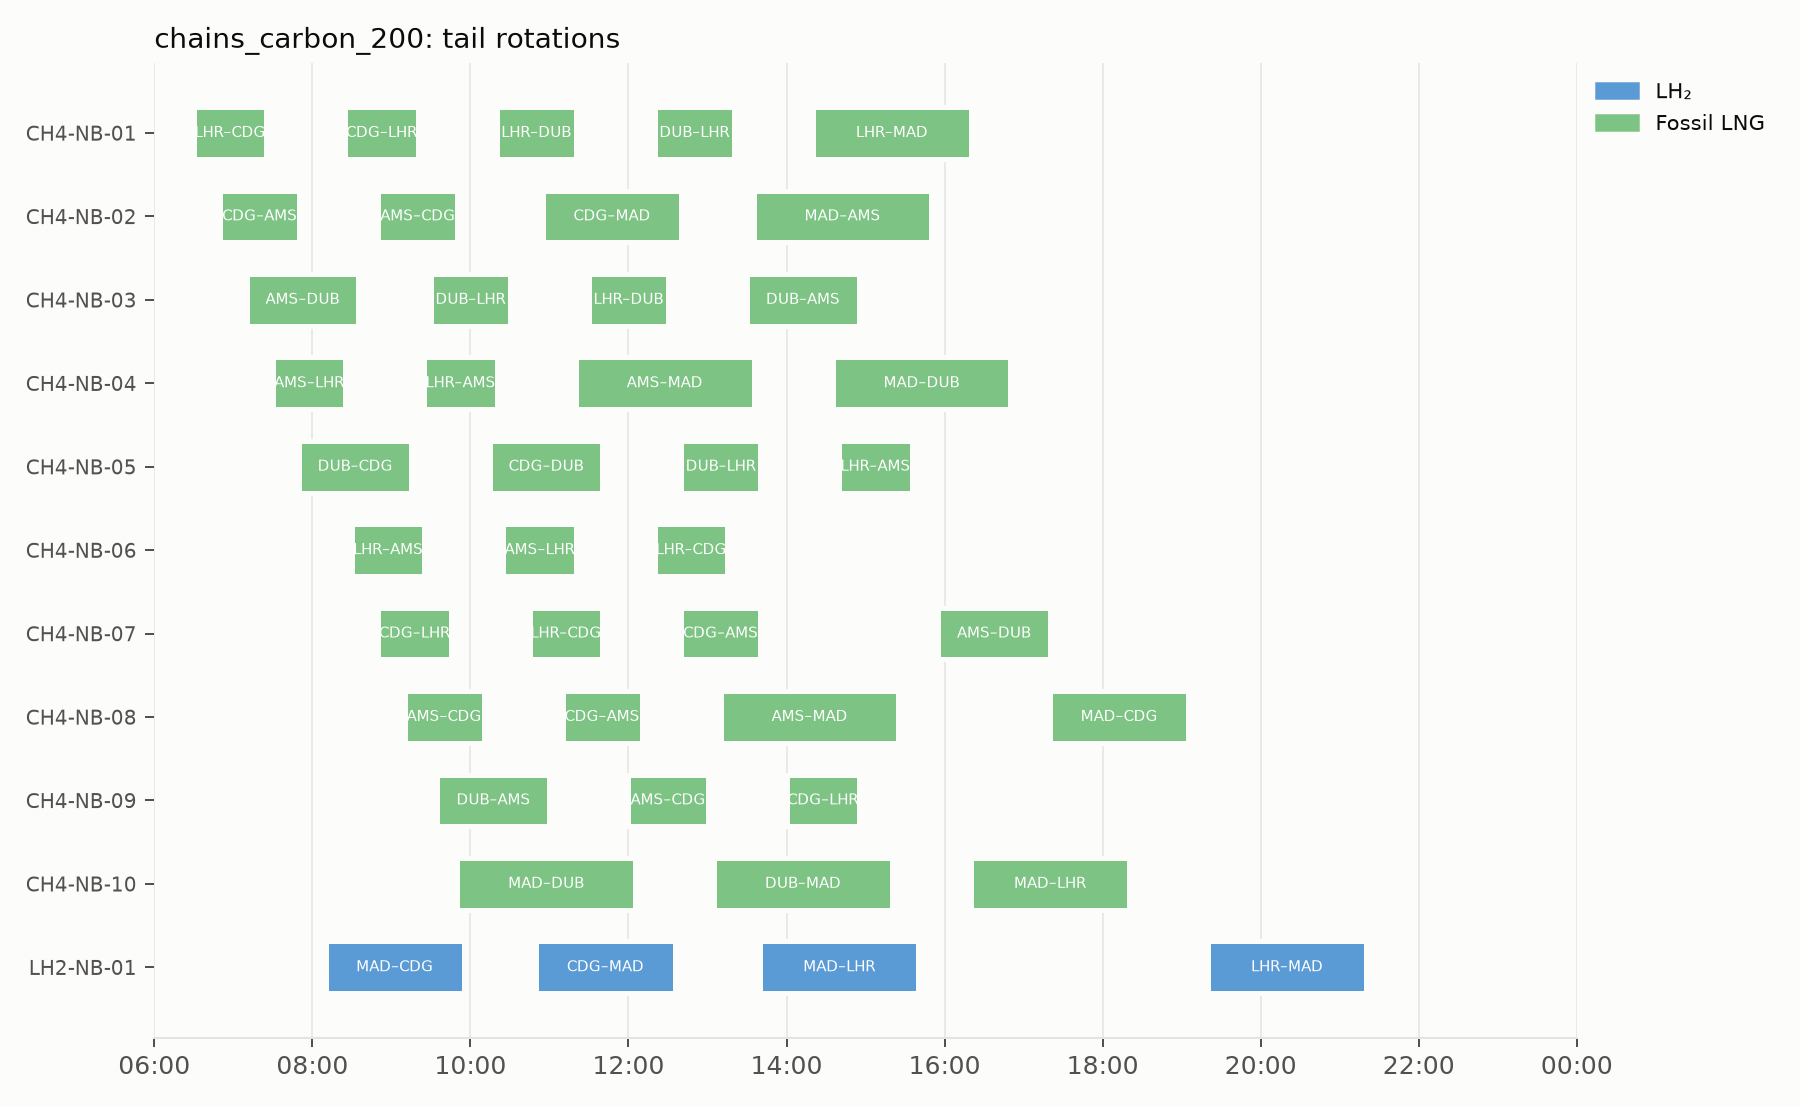 chains_carbon_200: tail rotations
LH₂
Fossil LNG
CH4-NB-01 LHR–CDG CDG–LHR LHR–DUB DUB–LHR LHR–MAD
CH4-NB-02 CDG–AMS AMS–CDG CDG–MAD MAD–AMS
CH4-NB-03 AMS–DUB DUB–LHR LHR–DUB DUB–AMS
CH4-NB-04 AMS–LHR LHR–AMS AMS–MAD MAD–DUB
CH4-NB-05 DUB–CDG CDG–DUB DUB–LHR LHR–AMS
CH4-NB-06 LHR–AMS AMS–LHR LHR–CDG
CH4-NB-07 CDG–LHR LHR–CDG CDG–AMS AMS–DUB
CH4-NB-08 AMS–CDG CDG–AMS AMS–MAD MAD–CDG
CH4-NB-09 DUB–AMS AMS–CDG CDG–LHR
CH4-NB-10 MAD–DUB DUB–MAD MAD–LHR
LH2-NB-01 MAD–CDG CDG–MAD MAD–LHR LHR–MAD
06:00 08:00 10:00 12:00 14:00 16:00 18:00 20:00 22:00 00:00